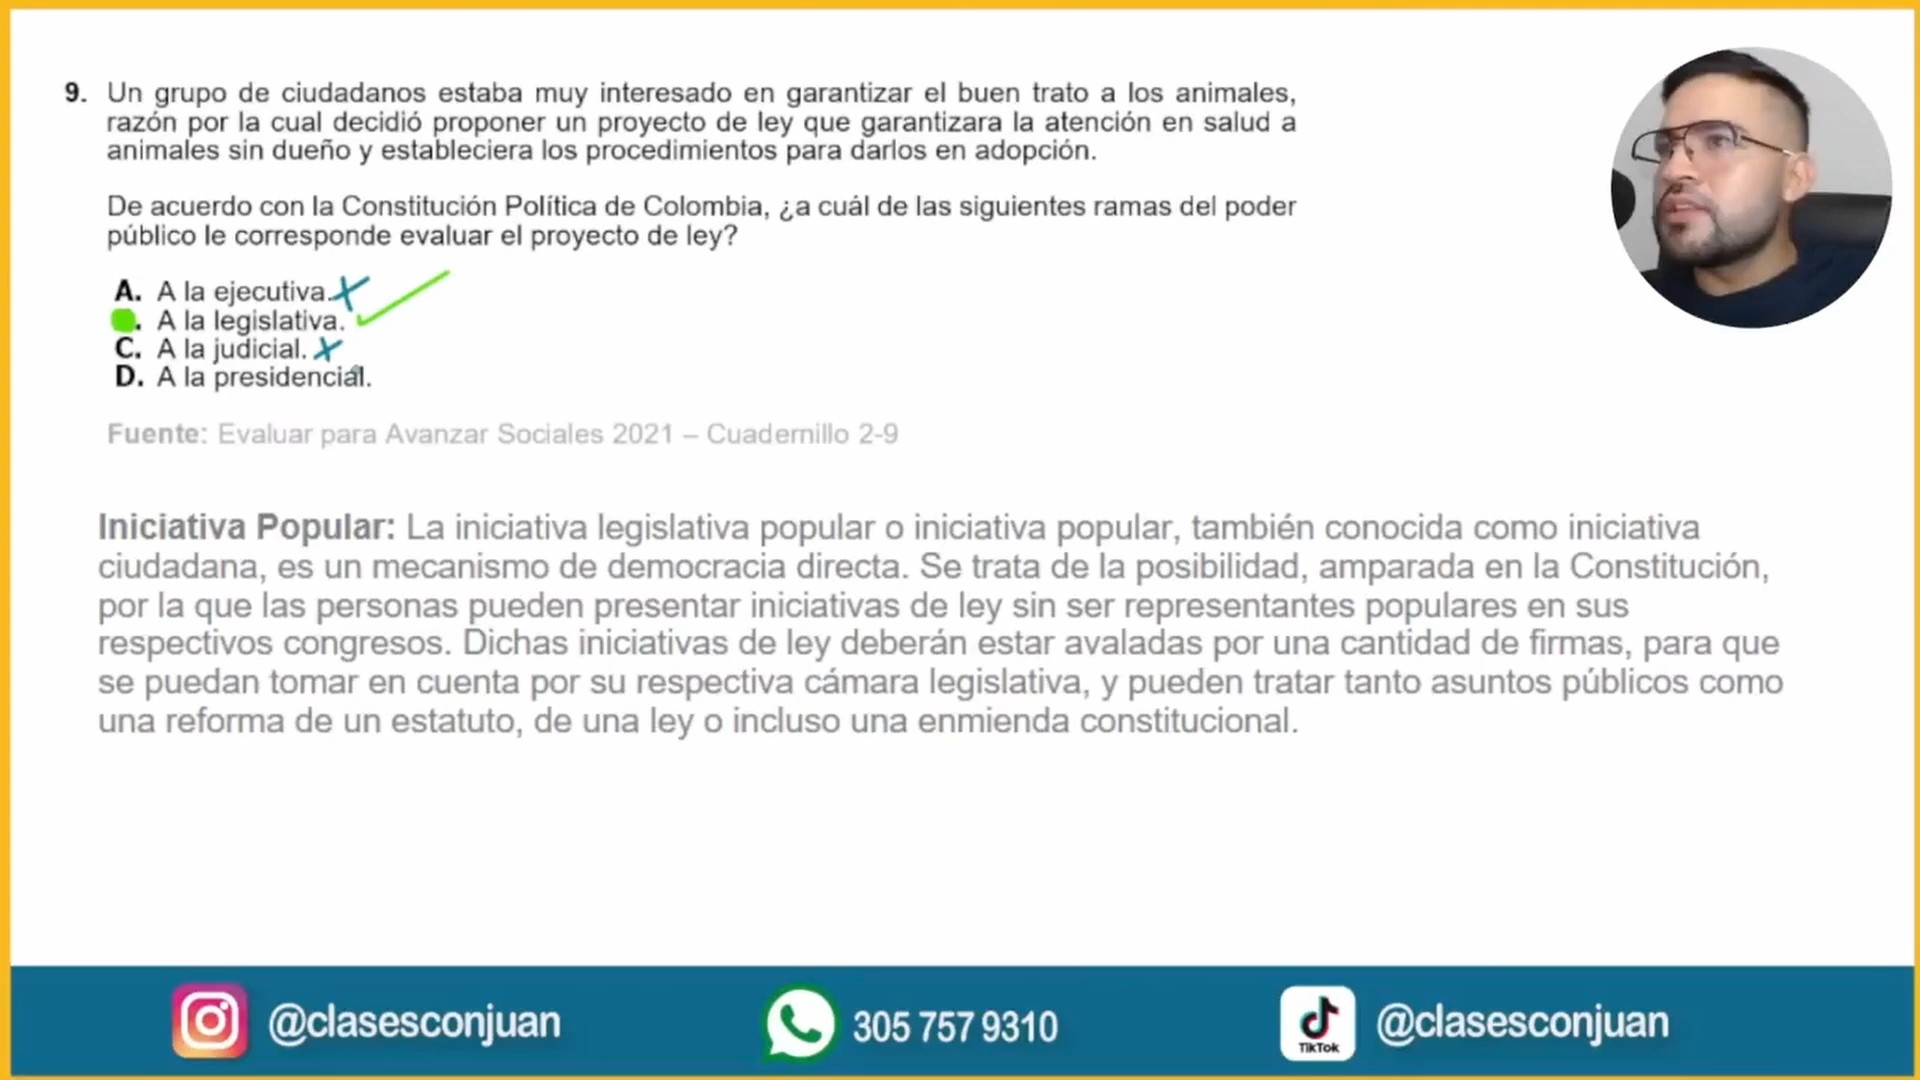 9. Un grupo de ciudadanos estaba muy interesado en garantizar el buen trato a los animales,
razón por la cual decidió proponer un proyecto de ley que garantizara la atención en salud a
animales sin dueño y estableciera los procedimientos para darlos en adopción.
De acuerdo con la Constitución Política de Colombia, ¿a cuál de las siguientes ramas del poder
público le corresponde evaluar el proyecto de ley?
A. A la ejecutiva.
. A la legislativa.
C. A la judicial.
D. A la presidencial.
Fuente: Evaluar para Avanzar Sociales 2021 – Cuadernillo 2-9
Iniciativa Popular: La iniciativa legislativa popular o iniciativa popular, también conocida como iniciativa
ciudadana, es un mecanismo de democracia directa. Se trata de la posibilidad, amparada en la Constitución,
por la que las personas pueden presentar iniciativas de ley sin ser representantes populares en sus
respectivos congresos. Dichas iniciativas de ley deberán estar avaladas por una cantidad de firmas, para que
se puedan tomar en cuenta por su respectiva cámara legislativa, y pueden tratar tanto asuntos públicos como
una reforma de un estatuto, de una ley o incluso una enmienda constitucional.
@clasesconjuan
305 757 9310
TikTok
@clasesconjuan